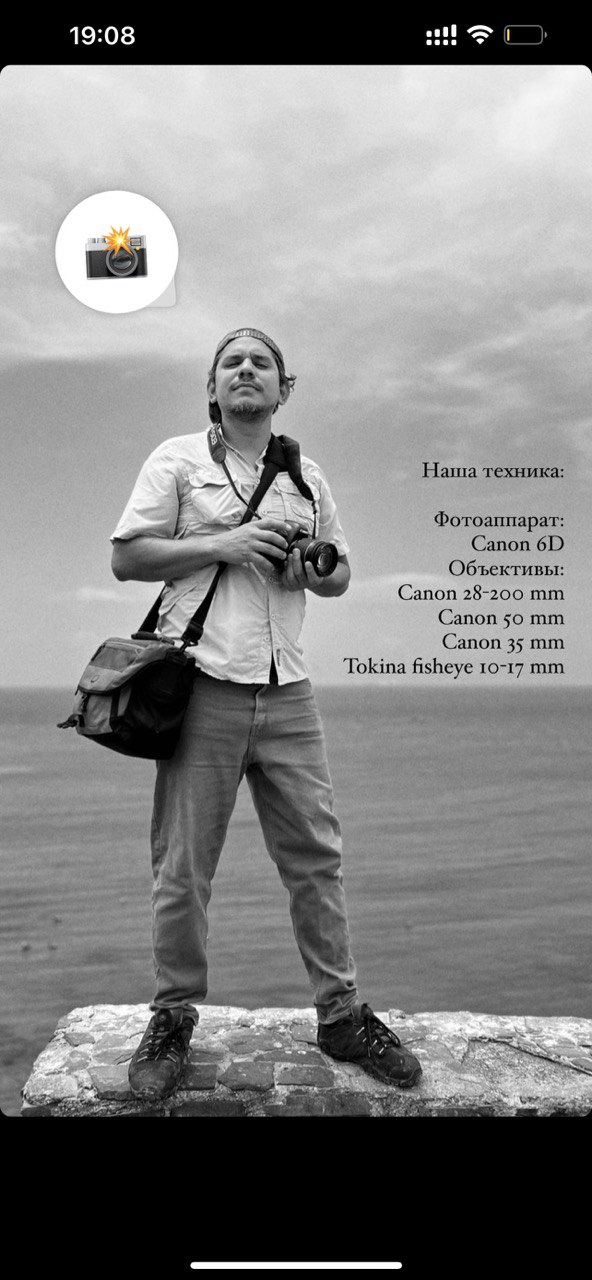 19:08
Наша техника:
Фотоаппарат:
Canon 6D
Объективы:
Canon 28-200 mm
Canon 50 mm
Canon 35 mm
Tokina fisheye 10-17 mm